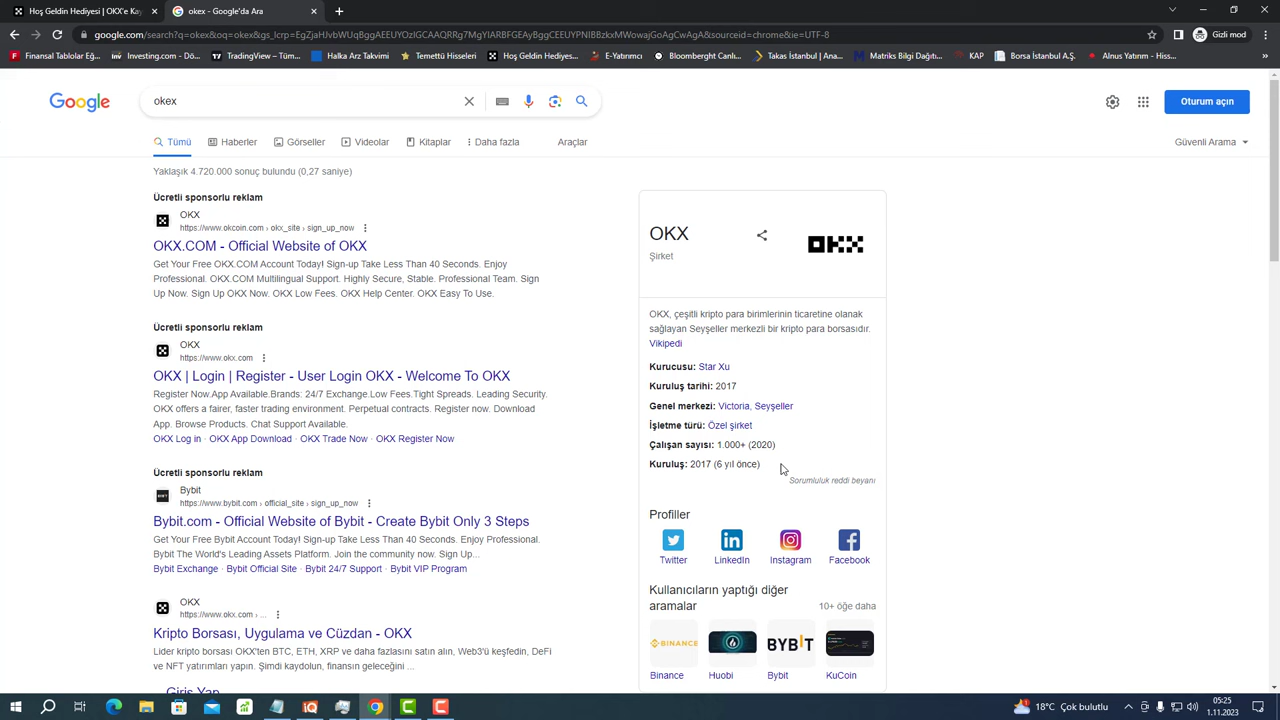 Hoş Geldin Hediyesi | OKX'e Kay
okex - Google'da Ara
google.com/search?q=okex&oq=okex&gs_lcrp=EgZjaHJvbWUqBggAEEUYOzIGCAAQRRg7MgYIARBFGEAyBggCEEUYPNIBBzkxMWowajGoAgCwAgA&sourceid=chrome&ie=UTF-8
Gizli mod
Finansal Tablolar Eğ...
Investing.com - Dö...
TradingView – Tüm...
Halka Arz Takvimi
Temettü Hisseleri
Hoş Geldin Hediyes...
E-Yatırımcı
Bloomberght Canlı...
Takas İstanbul | Ana...
Matriks Bilgi Dağıtı...
KAP
Borsa İstanbul A.Ş.
Alnus Yatırım - His...
Google
okex
Oturum açın
Tümü
Haberler
Görseller
Videolar
Kitaplar
Daha fazla
Araçlar
Güvenli Arama
Yaklaşık 4.720.000 sonuç bulundu (0,27 saniye)
Ücretli sponsorlu reklam
OKX
https://www.okcoin.com › okx_site › sign_up_now
OKX.COM - Official Website of OKX
Get Your Free OKX.COM Account Today! Sign-up Take Less Than 40 Seconds. Enjoy
Professional. OKX.COM Multilingual Support. Highly Secure, Stable. Professional Team. Sign
Up Now. Sign Up OKX Now. OKX Low Fees. OKX Help Center. OKX Easy To Use.
Ücretli sponsorlu reklam
OKX
https://www.okx.com
OKX | Login | Register - User Login OKX - Welcome To OKX
Register Now.App Available.Brands: 24/7 Exchange.Low Fees.Tight Spreads. Leading Security.
OKX offers a fairer, faster trading environment. Perpetual contracts. Register now. Download
App. Browse Products. Chat Support Available.
OKX Log in · OKX App Download · OKX Trade Now · OKX Register Now
Ücretli sponsorlu reklam
Bybit
https://www.bybit.com › official_site › sign_up_now
Bybit.com - Official Website of Bybit - Create Bybit Only 3 Steps
Get Your Free Bybit Account Today! Sign-up Take Less Than 40 Seconds. Enjoy Professional.
Bybit The World's Leading Assets Platform. Join the community now. Sign Up...
Bybit Exchange · Bybit Official Site · Bybit 24/7 Support · Bybit VIP Program
OKX
https://www.okx.com › ...
Kripto Borsası, Uygulama ve Cüzdan - OKX
Lider kripto borsası OKX'ten BTC, ETH, XRP ve daha fazlasını satın alın, Web3'ü keşfedin, DeFi
ve NFT yatırımları yapın. Şimdi kaydolun, finansın geleceğini ...
Giriş Yap
OKX
Şirket
OKX
OKX, çeşitli kripto para birimlerinin ticaretine olanak
sağlayan Seyşeller merkezli bir kripto para borsasıdır.
Vikipedi
Kurucusu: Star Xu
Kuruluş tarihi: 2017
Genel merkezi: Victoria, Seyşeller
İşletme türü: Özel şirket
Çalışan sayısı: 1.000+ (2020)
Kuruluş: 2017 (6 yıl önce)
Sorumluluk reddi beyanı
Profiller
Twitter
LinkedIn
Instagram
Facebook
Kullanıcıların yaptığı diğer
aramalar
10+ öğe daha
BINANCE
BYBIT
Binance
Huobi
Bybit
KuCoin
18°C Çok bulutlu
05:25
1.11.2023